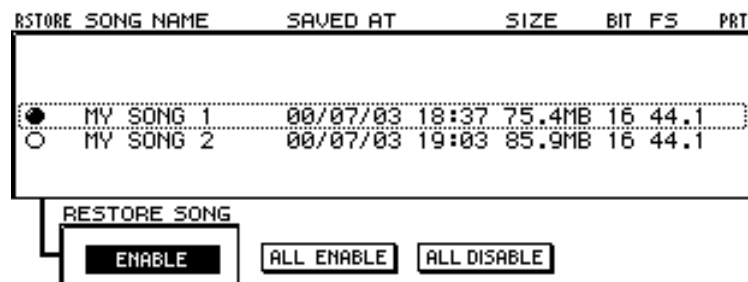 RSTORE SONG NAME SAVED AT SIZE BIT FS PRT
MY SONG 1 00/07/03 18:37 75.4MB 16 44.1
MY SONG 2 00/07/03 19:03 85.9MB 16 44.1
RESTORE SONG
ENABLE ALL ENABLE ALL DISABLE